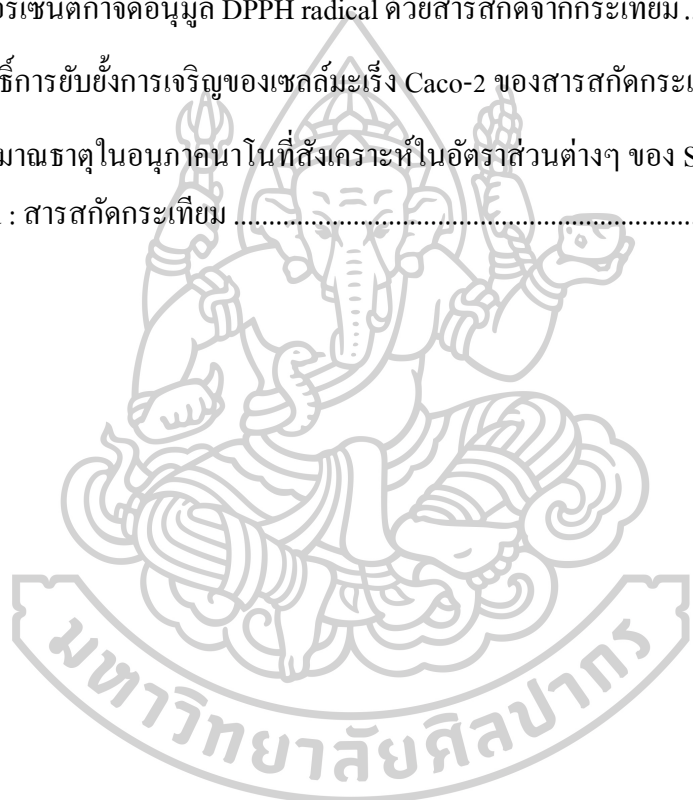 อร์เซ็นต์กำจัดอนุมูล DPPH radical ด้วยสารสกัดจากกระเทียม ..
ธิ์การยับยั้งการเจริญของเซลล์มะเร็ง Caco-2 ของสารสกัดกระเ
มาณธาตุในอนุภาคนาโนที่สังเคราะห์ในอัตราส่วนต่างๆ ของ S
: สารสกัดกระเทียม ......................................................................
มหาวิทยาลัยศิลปากร